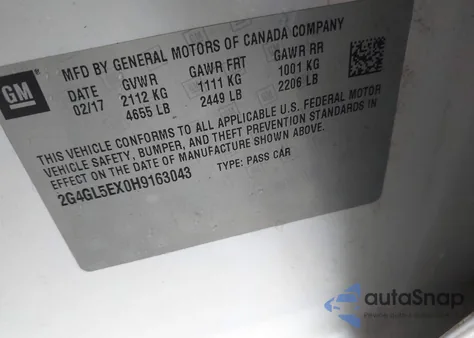 GM
MFD BY GENERAL MOTORS OF CANADA COMPANY
DATE GVWR GAWR FRT GAWR RR
02/17 2112 KG 1111 KG 1001 KG
4655 LB 2449 LB 2206 LB
THIS VEHICLE CONFORMS TO ALL APPLICABLE U.S. FEDERAL MOTOR
VEHICLE SAFETY, BUMPER, AND THEFT PREVENTION STANDARDS IN
EFFECT ON THE DATE OF MANUFACTURE SHOWN ABOVE.
2G4GL5EX0H9163043 TYPE: PASS CAR
autoSnap